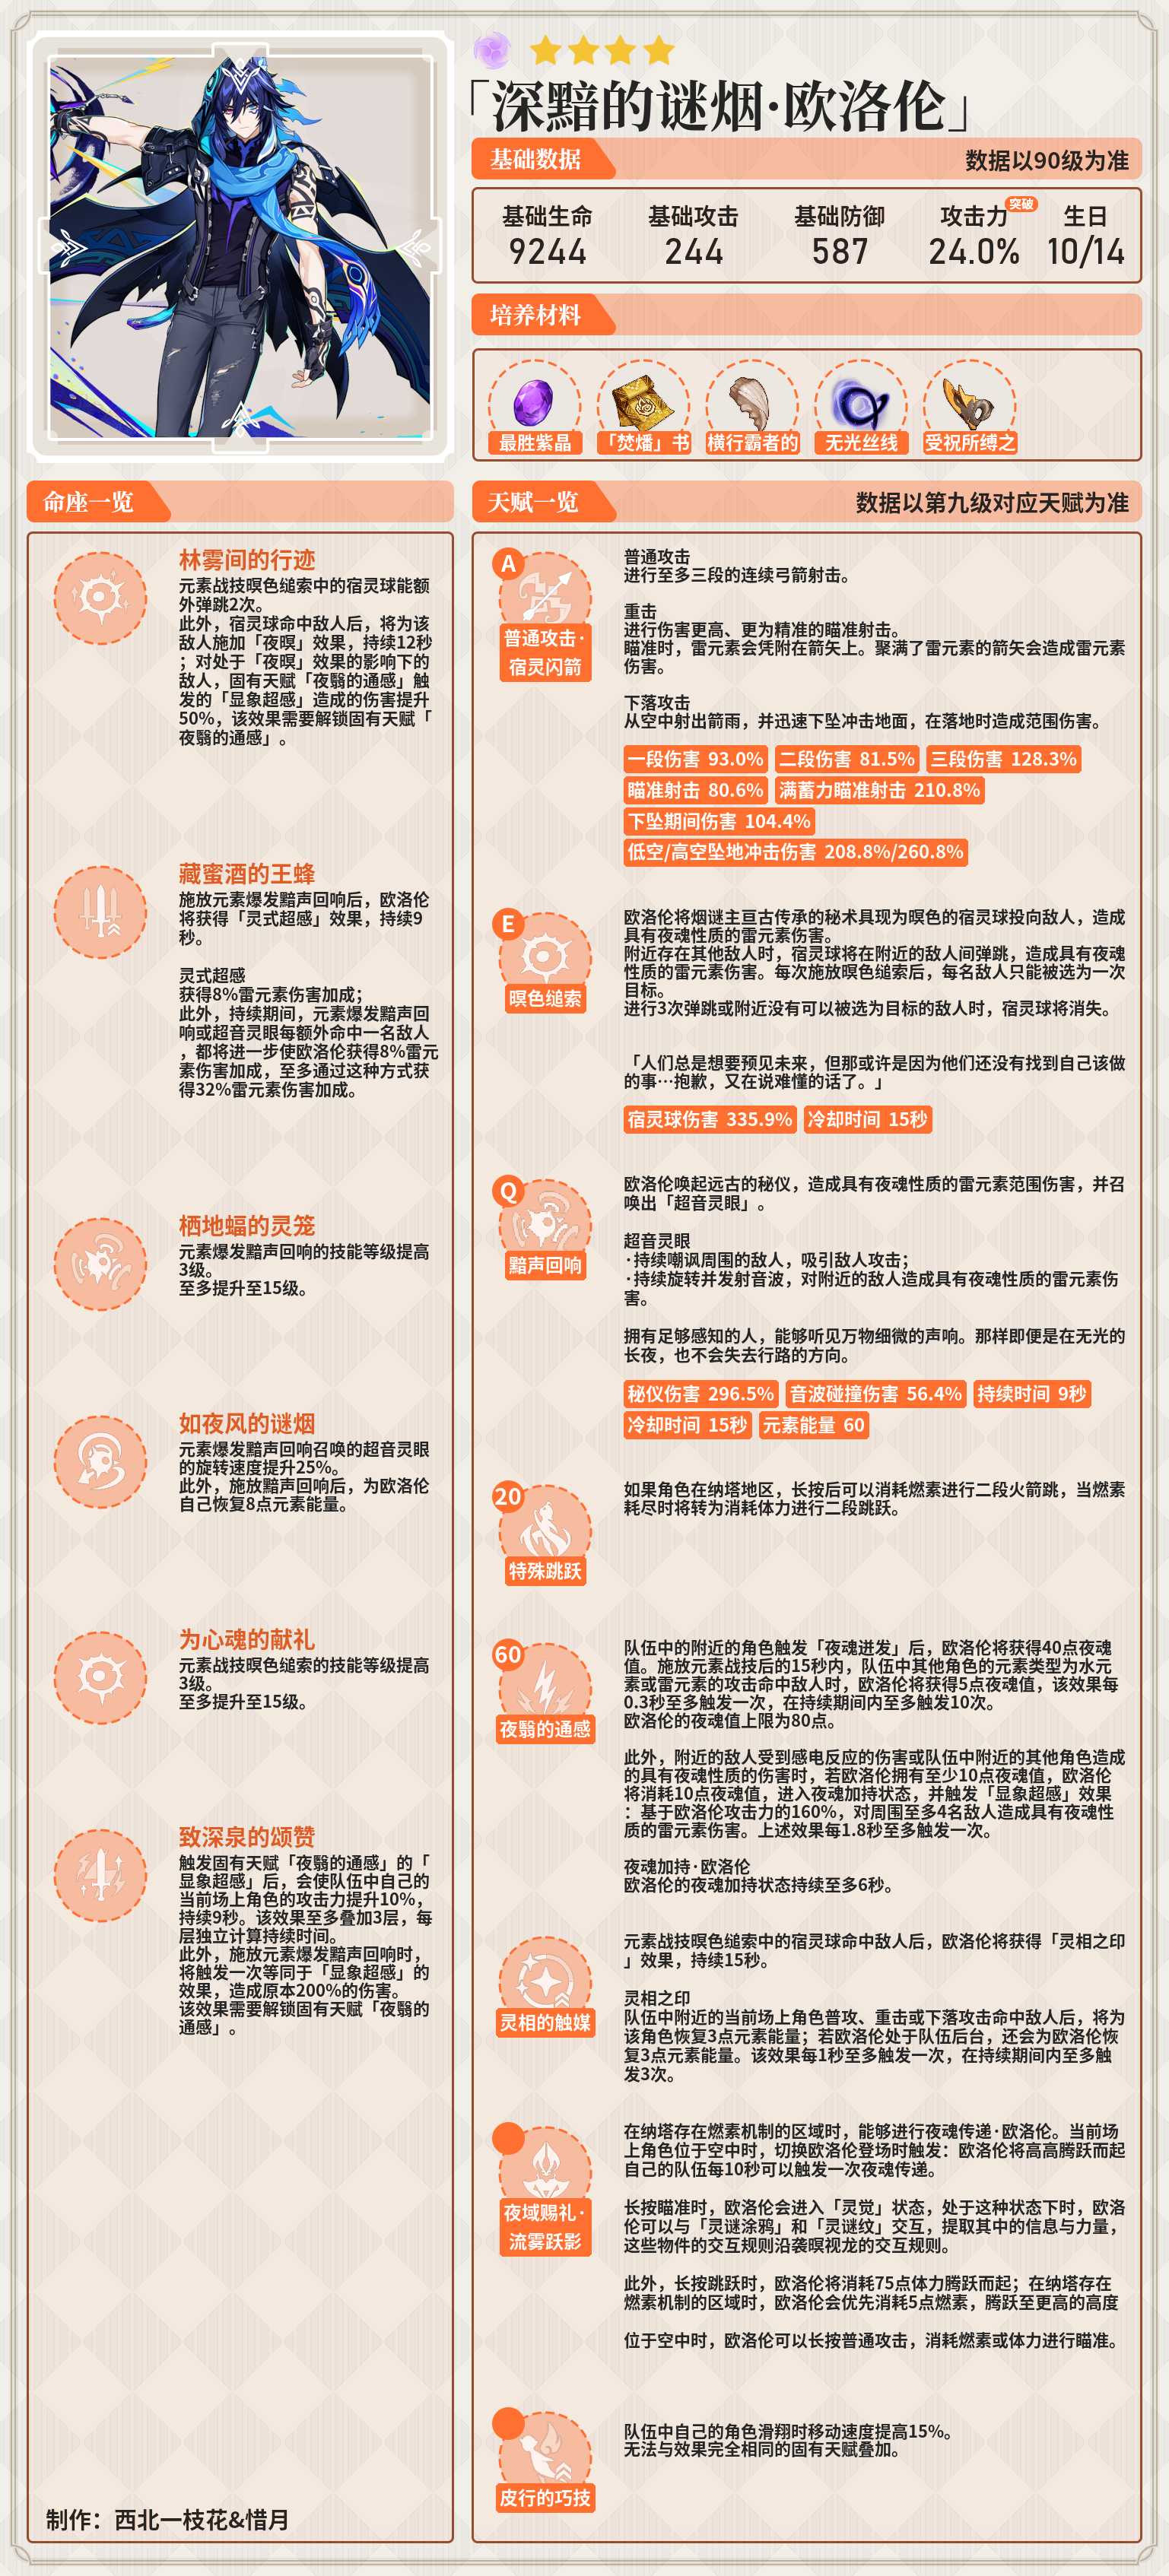 「深黯的谜烟·欧洛伦」
基础数据
数据以90级为准
基础生命
9244
基础攻击
244
基础防御
587
攻击力
突破
24.0%
生日
10/14
培养材料
最胜紫晶
「焚燔」书
横行霸者的
无光丝线
受祝所缚之
命座一览
林雾间的行迹
元素战技暝色缒索中的宿灵球能额
外弹跳2次。
此外，宿灵球命中敌人后，将为该
敌人施加「夜暝」效果，持续12秒
；对处于「夜暝」效果的影响下的
敌人，固有天赋「夜翳的通感」触
发的「显象超感」造成的伤害提升
50%，该效果需要解锁固有天赋「
夜翳的通感」。
藏蜜酒的王蜂
施放元素爆发黯声回响后，欧洛伦
将获得「灵式超感」效果，持续9
秒。
灵式超感
获得8%雷元素伤害加成；
此外，持续期间，元素爆发黯声回
响或超音灵眼每额外命中一名敌人
，都将进一步使欧洛伦获得8%雷元
素伤害加成，至多通过这种方式获
得32%雷元素伤害加成。
栖地蝠的灵笼
元素爆发黯声回响的技能等级提高
3级。
至多提升至15级。
如夜风的谜烟
元素爆发黯声回响召唤的超音灵眼
的旋转速度提升25%。
此外，施放黯声回响后，为欧洛伦
自己恢复8点元素能量。
为心魂的献礼
元素战技暝色缒索的技能等级提高
3级。
至多提升至15级。
致深泉的颂赞
触发固有天赋「夜翳的通感」的「
显象超感」后，会使队伍中自己的
当前场上角色的攻击力提升10%，
持续9秒。该效果至多叠加3层，每
层独立计算持续时间。
此外，施放元素爆发黯声回响时，
将触发一次等同于「显象超感」的
效果，造成原本200%的伤害。
该效果需要解锁固有天赋「夜翳的
通感」。
制作：西北一枝花&惜月
天赋一览
数据以第九级对应天赋为准
A
普通攻击·
宿灵闪箭
普通攻击
进行至多三段的连续弓箭射击。
重击
进行伤害更高、更为精准的瞄准射击。
瞄准时，雷元素会凭附在箭矢上。聚满了雷元素的箭矢会造成雷元素
伤害。
下落攻击
从空中射出箭雨，并迅速下坠冲击地面，在落地时造成范围伤害。
一段伤害 93.0% 二段伤害 81.5% 三段伤害 128.3%
瞄准射击 80.6% 满蓄力瞄准射击 210.8%
下坠期间伤害 104.4%
低空/高空坠地冲击伤害 208.8%/260.8%
E
暝色缒索
欧洛伦将烟谜主亘古传承的秘术具现为暝色的宿灵球投向敌人，造成
具有夜魂性质的雷元素伤害。
附近存在其他敌人时，宿灵球将在附近的敌人间弹跳，造成具有夜魂
性质的雷元素伤害。每次施放暝色缒索后，每名敌人只能被选为一次
目标。
进行3次弹跳或附近没有可以被选为目标的敌人时，宿灵球将消失。
「人们总是想要预见未来，但那或许是因为他们还没有找到自己该做
的事…抱歉，又在说难懂的话了。」
宿灵球伤害 335.9% 冷却时间 15秒
Q
黯声回响
欧洛伦唤起远古的秘仪，造成具有夜魂性质的雷元素范围伤害，并召
唤出「超音灵眼」。
超音灵眼
·持续嘲讽周围的敌人，吸引敌人攻击；
·持续旋转并发射音波，对附近的敌人造成具有夜魂性质的雷元素伤
害。
拥有足够感知的人，能够听见万物细微的声响。那样即便是在无光的
长夜，也不会失去行路的方向。
秘仪伤害 296.5% 音波碰撞伤害 56.4% 持续时间 9秒
冷却时间 15秒 元素能量 60
20
特殊跳跃
如果角色在纳塔地区，长按后可以消耗燃素进行二段火箭跳，当燃素
耗尽时将转为消耗体力进行二段跳跃。
60
夜翳的通感
队伍中的附近的角色触发「夜魂迸发」后，欧洛伦将获得40点夜魂
值。施放元素战技后的15秒内，队伍中其他角色的元素类型为水元
素或雷元素的攻击命中敌人时，欧洛伦将获得5点夜魂值，该效果每
0.3秒至多触发一次，在持续期间内至多触发10次。
欧洛伦的夜魂值上限为80点。
此外，附近的敌人受到感电反应的伤害或队伍中附近的其他角色造成
的具有夜魂性质的伤害时，若欧洛伦拥有至少10点夜魂值，欧洛伦
将消耗10点夜魂值，进入夜魂加持状态，并触发「显象超感」效果
：基于欧洛伦攻击力的160%，对周围至多4名敌人造成具有夜魂性
质的雷元素伤害。上述效果每1.8秒至多触发一次。
夜魂加持·欧洛伦
欧洛伦的夜魂加持状态持续至多6秒。
灵相的触媒
元素战技暝色缒索中的宿灵球命中敌人后，欧洛伦将获得「灵相之印
」效果，持续15秒。
灵相之印
队伍中附近的当前场上角色普攻、重击或下落攻击命中敌人后，将为
该角色恢复3点元素能量；若欧洛伦处于队伍后台，还会为欧洛伦恢
复3点元素能量。该效果每1秒至多触发一次，在持续期间内至多触
发3次。
夜域赐礼·
流雾跃影
在纳塔存在燃素机制的区域时，能够进行夜魂传递·欧洛伦。当前场
上角色位于空中时，切换欧洛伦登场时触发：欧洛伦将高高腾跃而起
自己的队伍每10秒可以触发一次夜魂传递。
长按瞄准时，欧洛伦会进入「灵觉」状态，处于这种状态下时，欧洛
伦可以与「灵谜涂鸦」和「灵谜纹」交互，提取其中的信息与力量，
这些物件的交互规则沿袭暝视龙的交互规则。
此外，长按跳跃时，欧洛伦将消耗75点体力腾跃而起；在纳塔存在
燃素机制的区域时，欧洛伦会优先消耗5点燃素，腾跃至更高的高度
位于空中时，欧洛伦可以长按普通攻击，消耗燃素或体力进行瞄准。
皮行的巧技
队伍中自己的角色滑翔时移动速度提高15%。
无法与效果完全相同的固有天赋叠加。